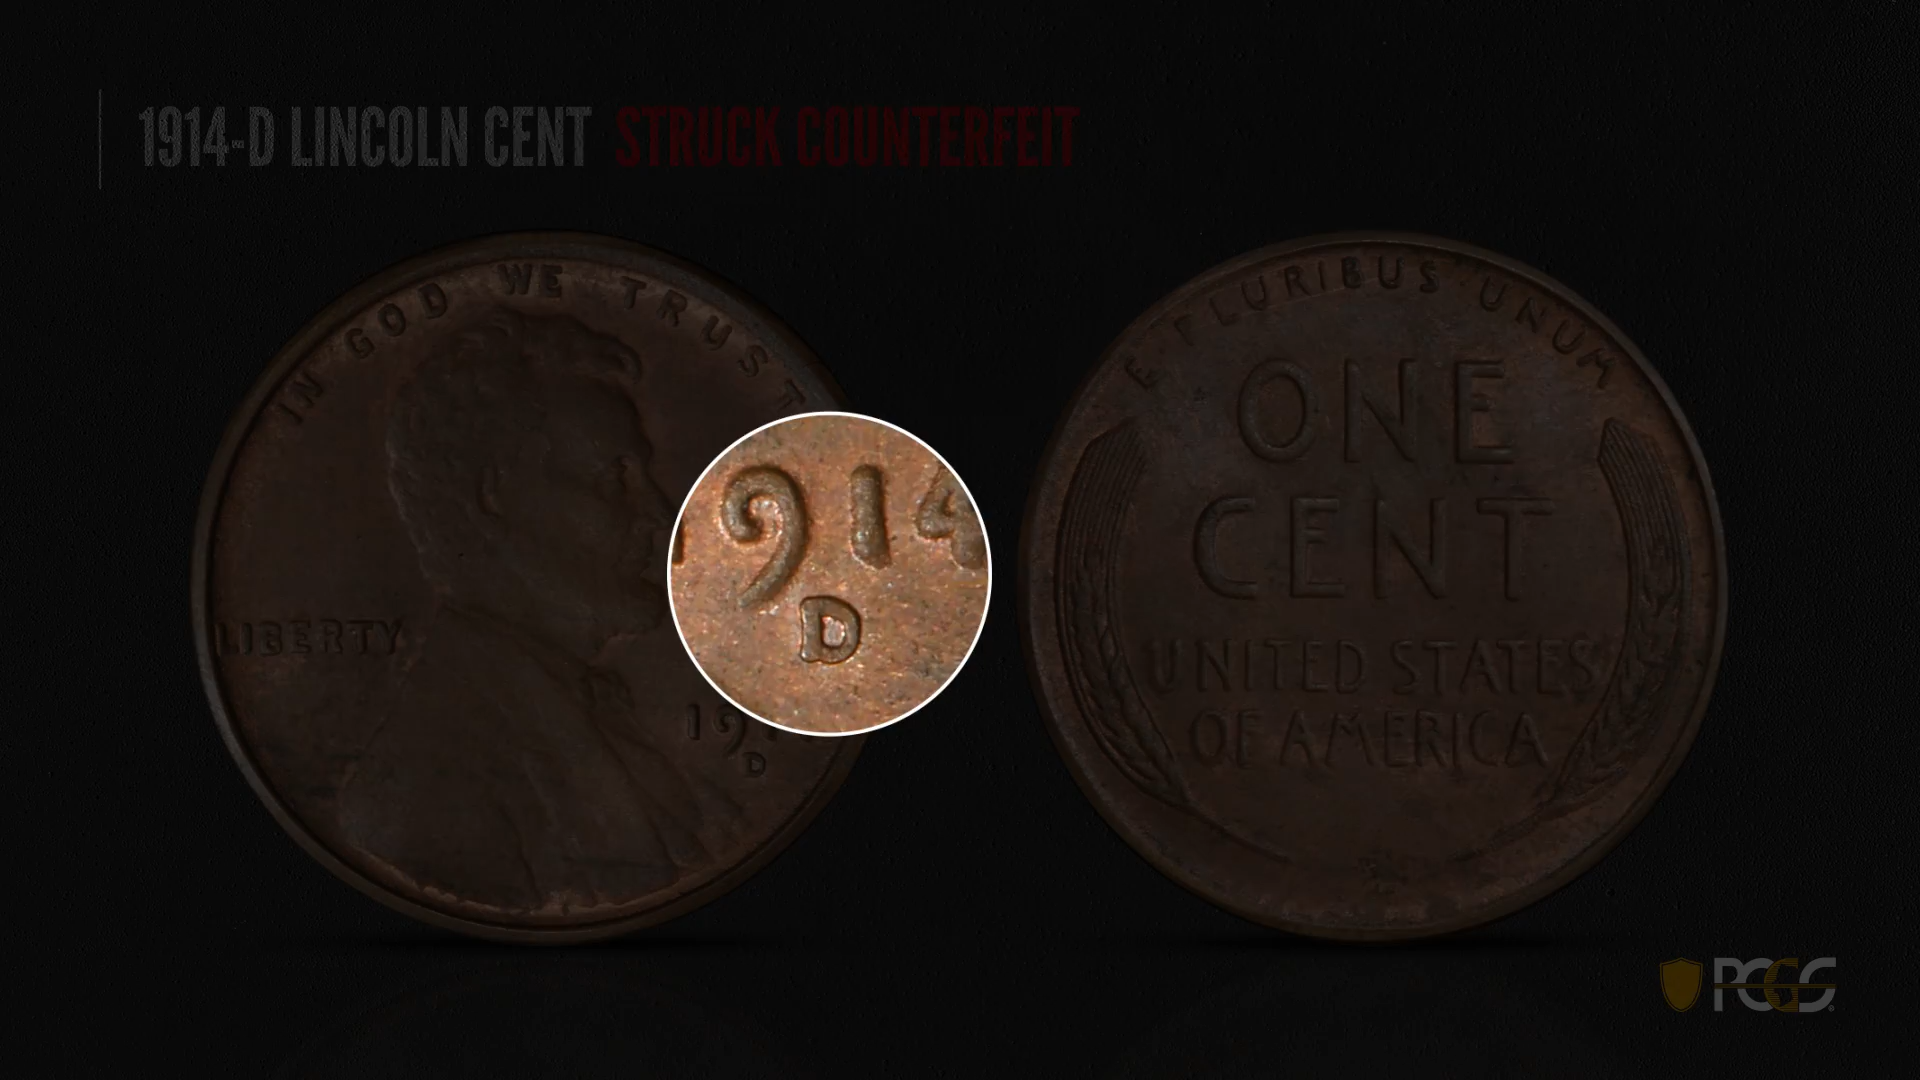 1914-D LINCOLN CENT STRUCK COUNTERFEIT
IN GOD WE TRUST
LIBERTY
1914
D
19
D
E PLURIBUS UNUM
ONE
CENT
UNITED STATES
OF AMERICA
PCGS